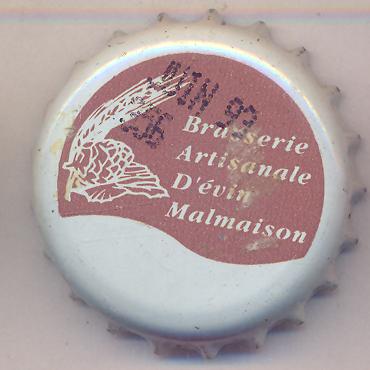 Brasserie
Artisanale
D'évin
Malmaison